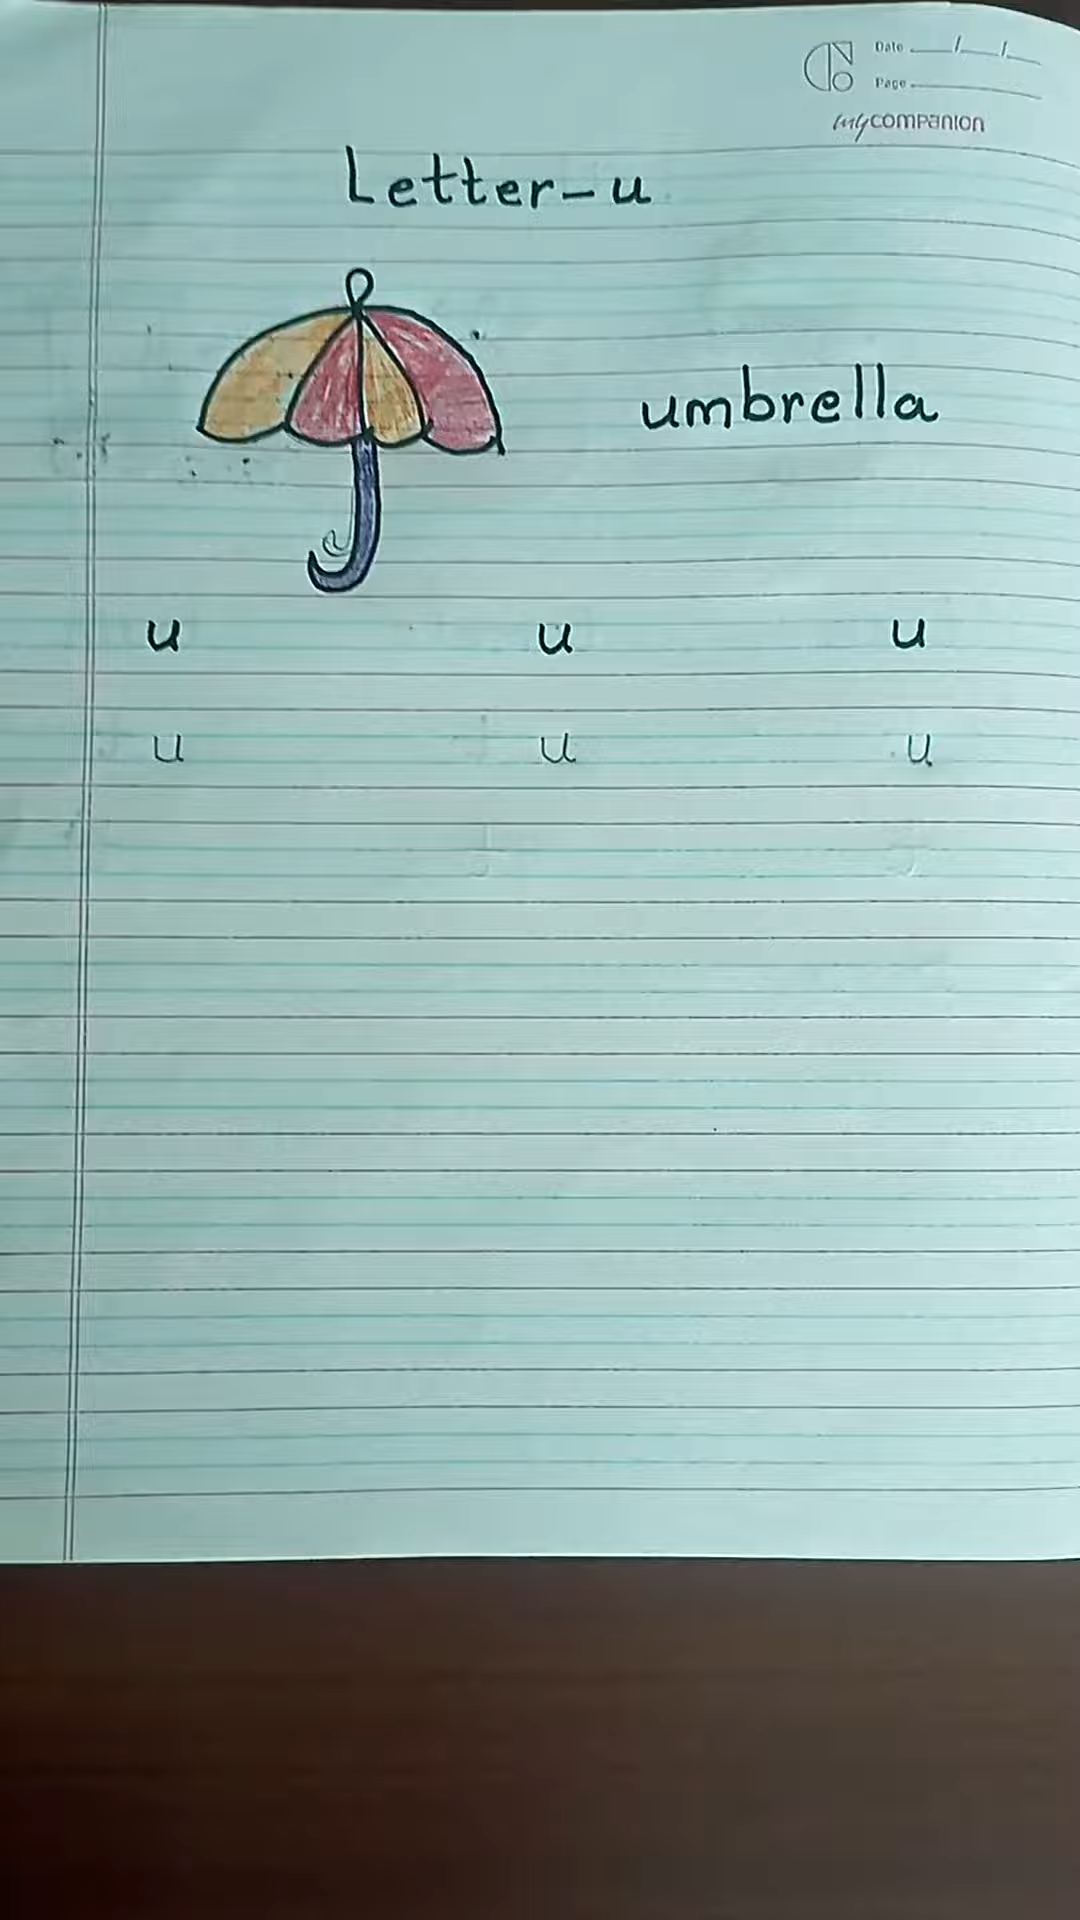 Date / /
Page
mycompanion
Letter-u
umbrella
u u u
u u u